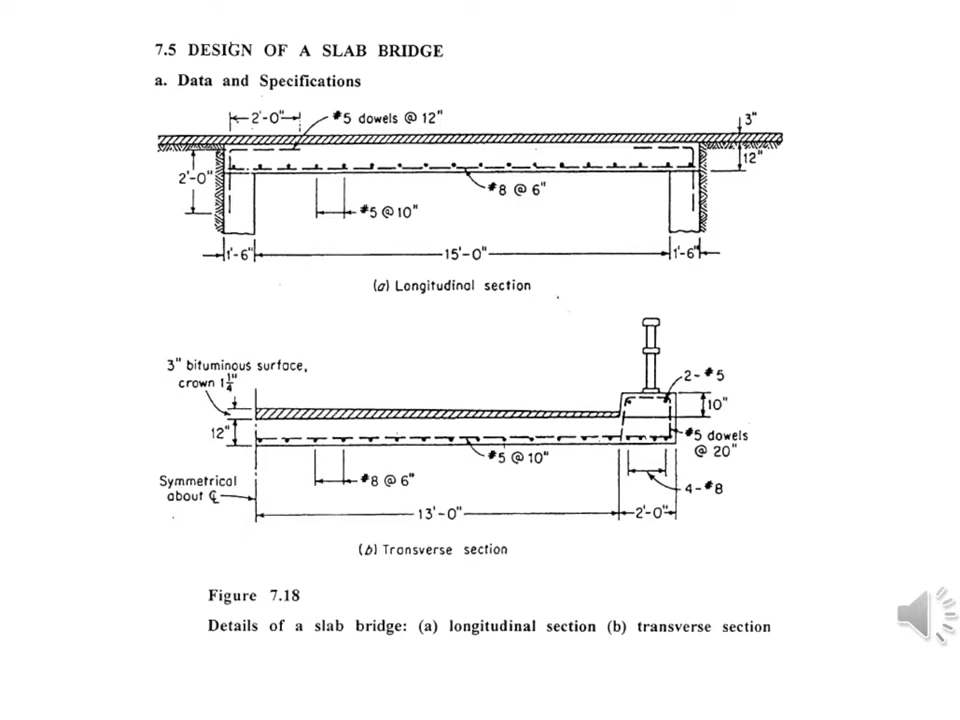 7.5 DESIGN OF A SLAB BRIDGE
a. Data and Specifications
2'-0"
#5 dowels @ 12"
3"
12"
2'-0"
#8 @ 6"
#5 @ 10"
1'-6"
15'-0"
1'-6"
(a) Longitudinal section
3" bituminous surface,
crown 1 1/4"
2-#5
10"
12"
#5 dowels
@ 20"
#5 @ 10"
#8 @ 6"
Symmetrical
about ℄
4-#8
13'-0"
2'-0"
(b) Transverse section
Figure 7.18
Details of a slab bridge: (a) longitudinal section (b) transverse section